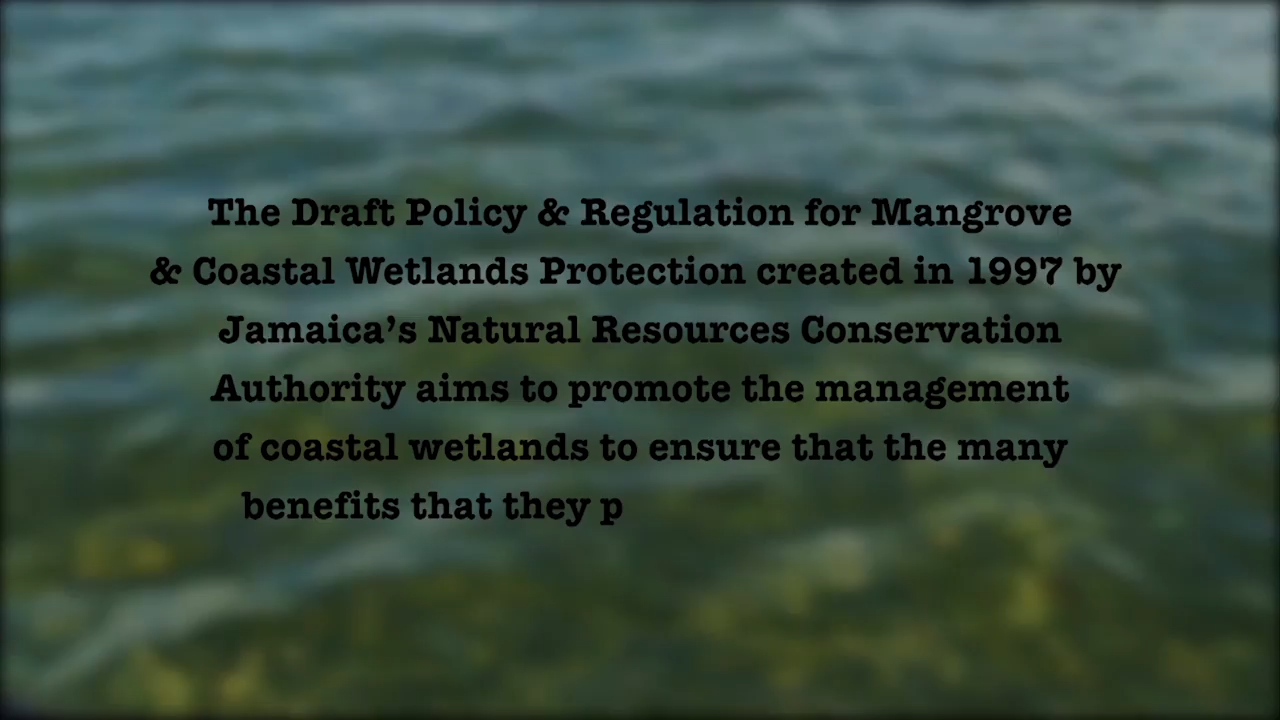 The Draft Policy & Regulation for Mangrove
& Coastal Wetlands Protection created in 1997 by
Jamaica’s Natural Resources Conservation
Authority aims to promote the management
of coastal wetlands to ensure that the many
benefits that they p